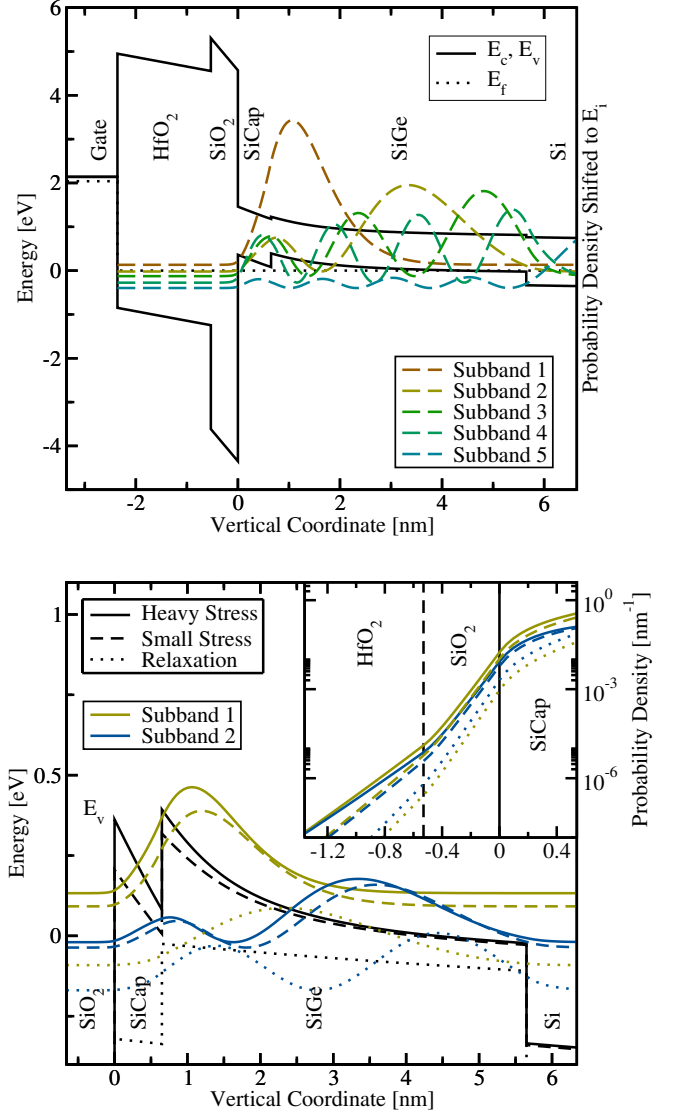 6
4
2
0
-2
-4
Energy [eV]
Gate
HfO2
SiO2
SiCap
SiGe
Si
Ec, Ev
Ef
Subband 1
Subband 2
Subband 3
Subband 4
Subband 5
Probability Density Shifted to Ei
-2 0 2 4 6
Vertical Coordinate [nm]
1
0.5
0
Energy [eV]
Heavy Stress
Small Stress
Relaxation
Subband 1
Subband 2
Ev
SiO2
SiCap
SiGe
Si
HfO2
SiO2
SiCap
10^0
10^-3
10^-6
Probability Density [nm^-1]
-1.2 -0.8 -0.4 0 0.4
0 1 2 3 4 5 6
Vertical Coordinate [nm]